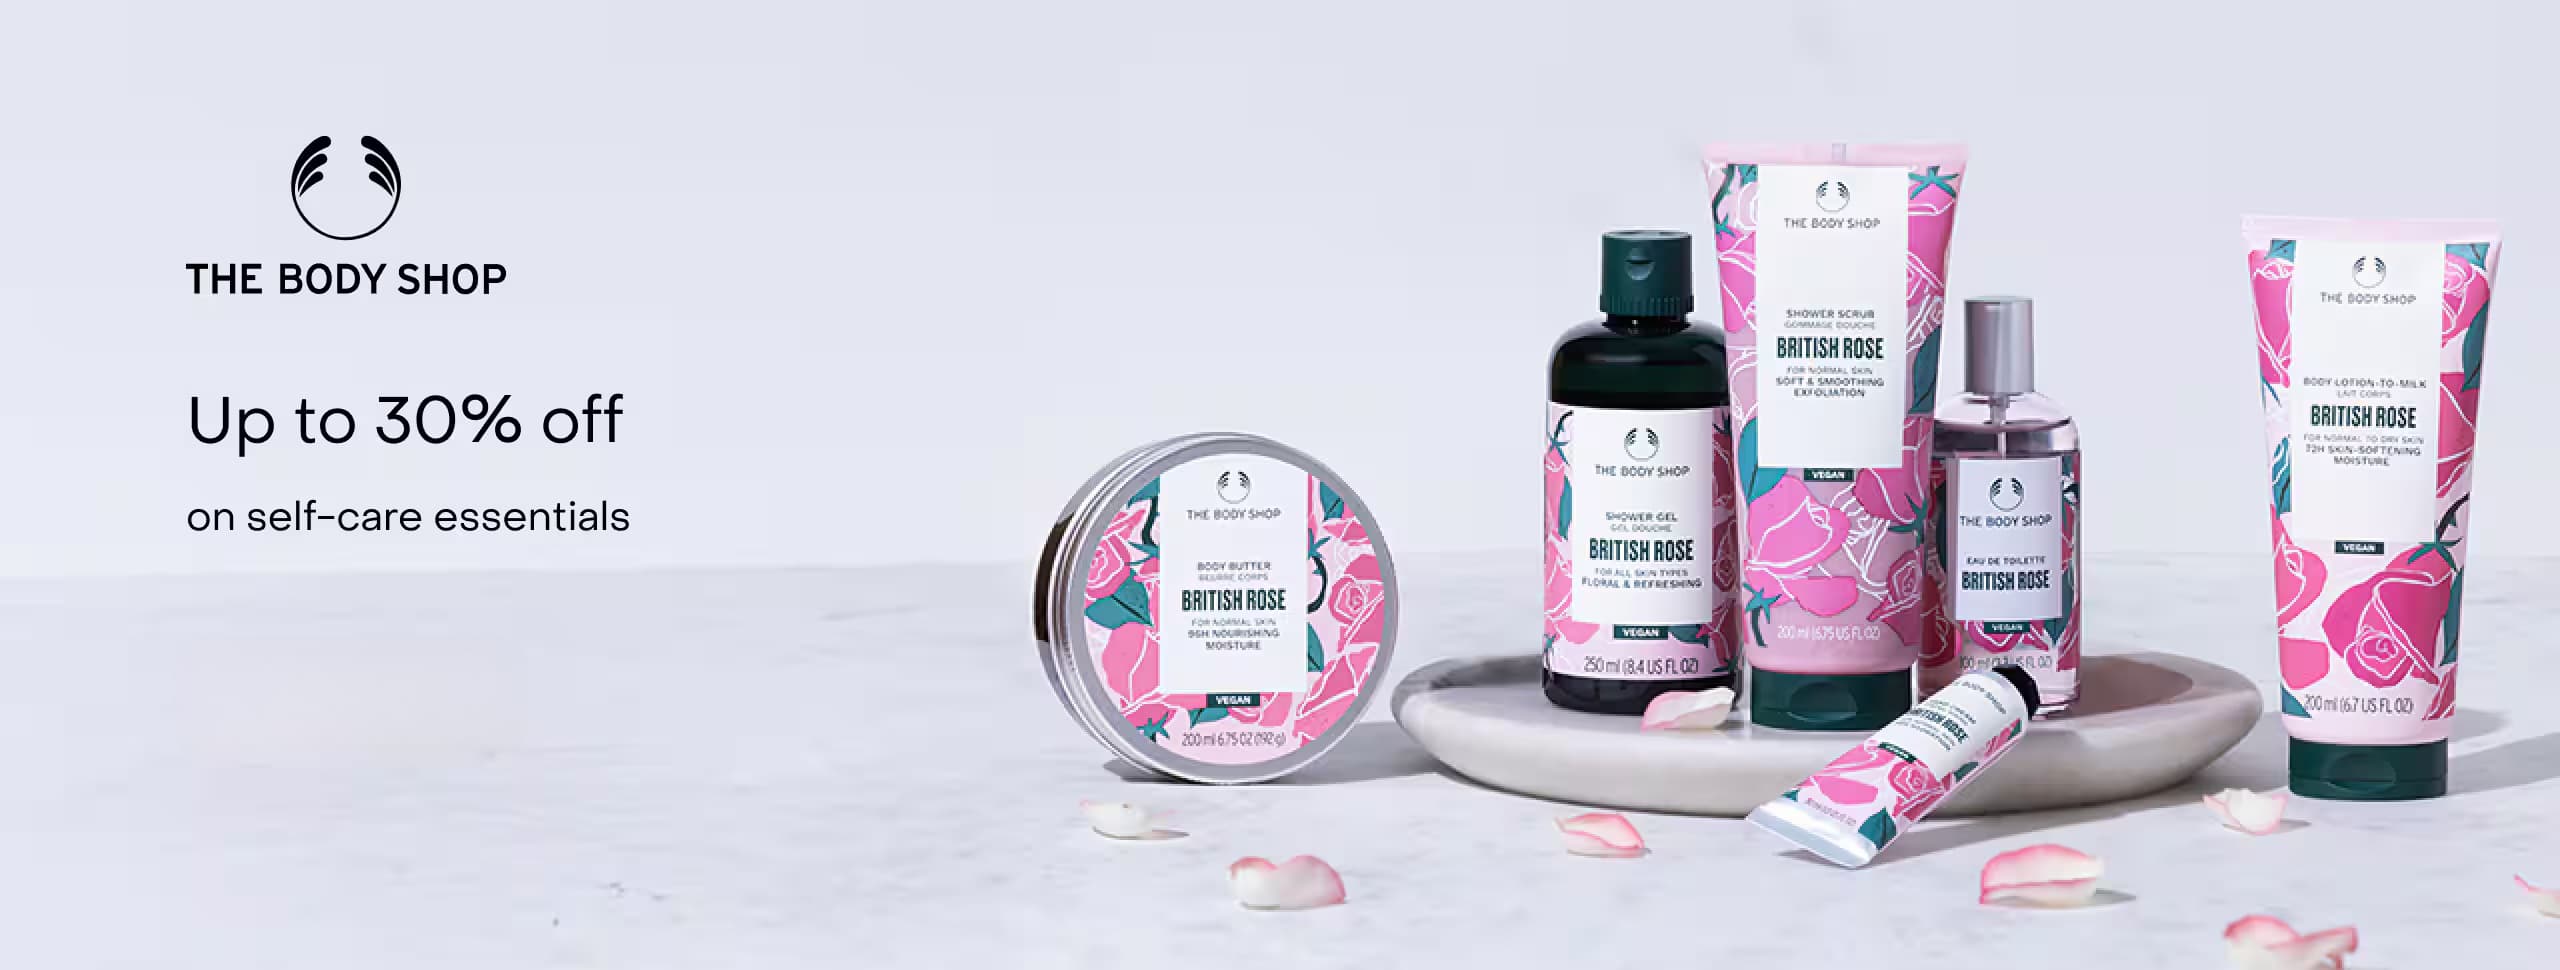 THE BODY SHOP
Up to 30% off
on self-care essentials
THE BODY SHOP
BODY BUTTER
BEURRE CORPS
BRITISH ROSE
FOR NORMAL SKIN
96H NOURISHING
MOISTURE
VEGAN
200 ml 6.75 OZ (192 g)
THE BODY SHOP
SHOWER GEL
GEL DOUCHE
BRITISH ROSE
FOR ALL SKIN TYPES
FLORAL & REFRESHING
VEGAN
250 ml (8.4 US FL OZ)
THE BODY SHOP
SHOWER SCRUB
GOMMAGE DOUCHE
BRITISH ROSE
FOR NORMAL SKIN
SOFT & SMOOTHING
EXFOLIATION
VEGAN
200 ml (6.75 US FL OZ)
THE BODY SHOP
EAU DE TOILETTE
BRITISH ROSE
VEGAN
THE BODY SHOP
BRITISH ROSE
VEGAN
THE BODY SHOP
BODY LOTION-TO-MILK
LAIT CORPS
BRITISH ROSE
FOR NORMAL TO DRY SKIN
72H SKIN-SOFTENING
MOISTURE
VEGAN
200 ml (6.7 US FL OZ)